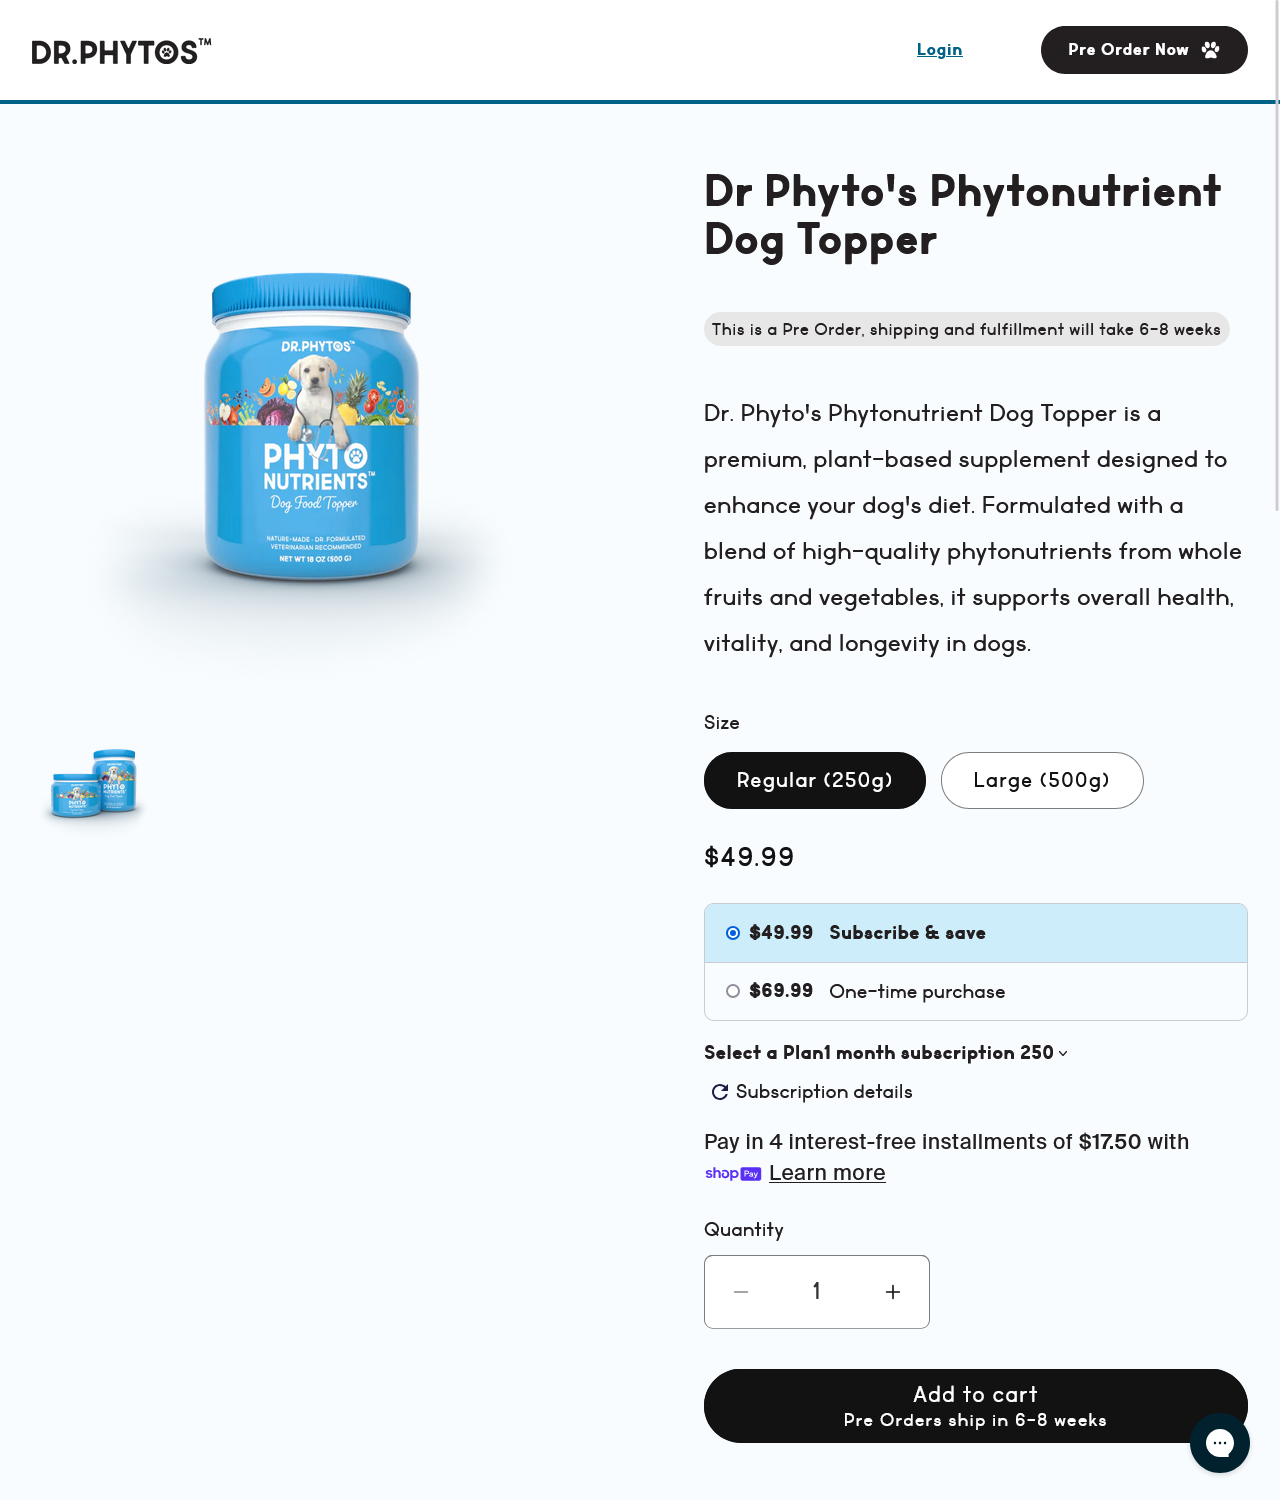 DR.PHYTOS™
Login
Pre Order Now
Dr Phyto's Phytonutrient
Dog Topper
This is a Pre Order, shipping and fulfillment will take 6-8 weeks
DR.PHYTOS™
PHYTO
NUTRIENTS™
Dog Food Topper
NATURE-MADE · DR. FORMULATED
VETERINARIAN RECOMMENDED
NET WT 18 OZ (500 G)
Dr. Phyto's Phytonutrient Dog Topper is a
premium, plant-based supplement designed to
enhance your dog's diet. Formulated with a
blend of high-quality phytonutrients from whole
fruits and vegetables, it supports overall health,
vitality, and longevity in dogs.
Size
Regular (250g)
Large (500g)
PHYTO
NUTRIENTS
PHYTO
NUTRIENTS
$49.99
$49.99 Subscribe & save
$69.99 One-time purchase
Select a Plan1 month subscription 250
Subscription details
Pay in 4 interest-free installments of $17.50 with
shop Pay Learn more
Quantity
1
Add to cart
Pre Orders ship in 6-8 weeks